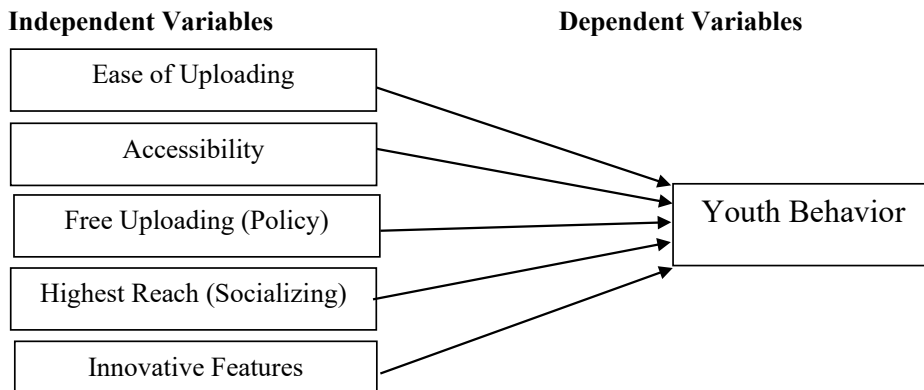 Independent Variables
Dependent Variables
Ease of Uploading
Accessibility
Free Uploading (Policy)
Highest Reach (Socializing)
Innovative Features
Youth Behavior